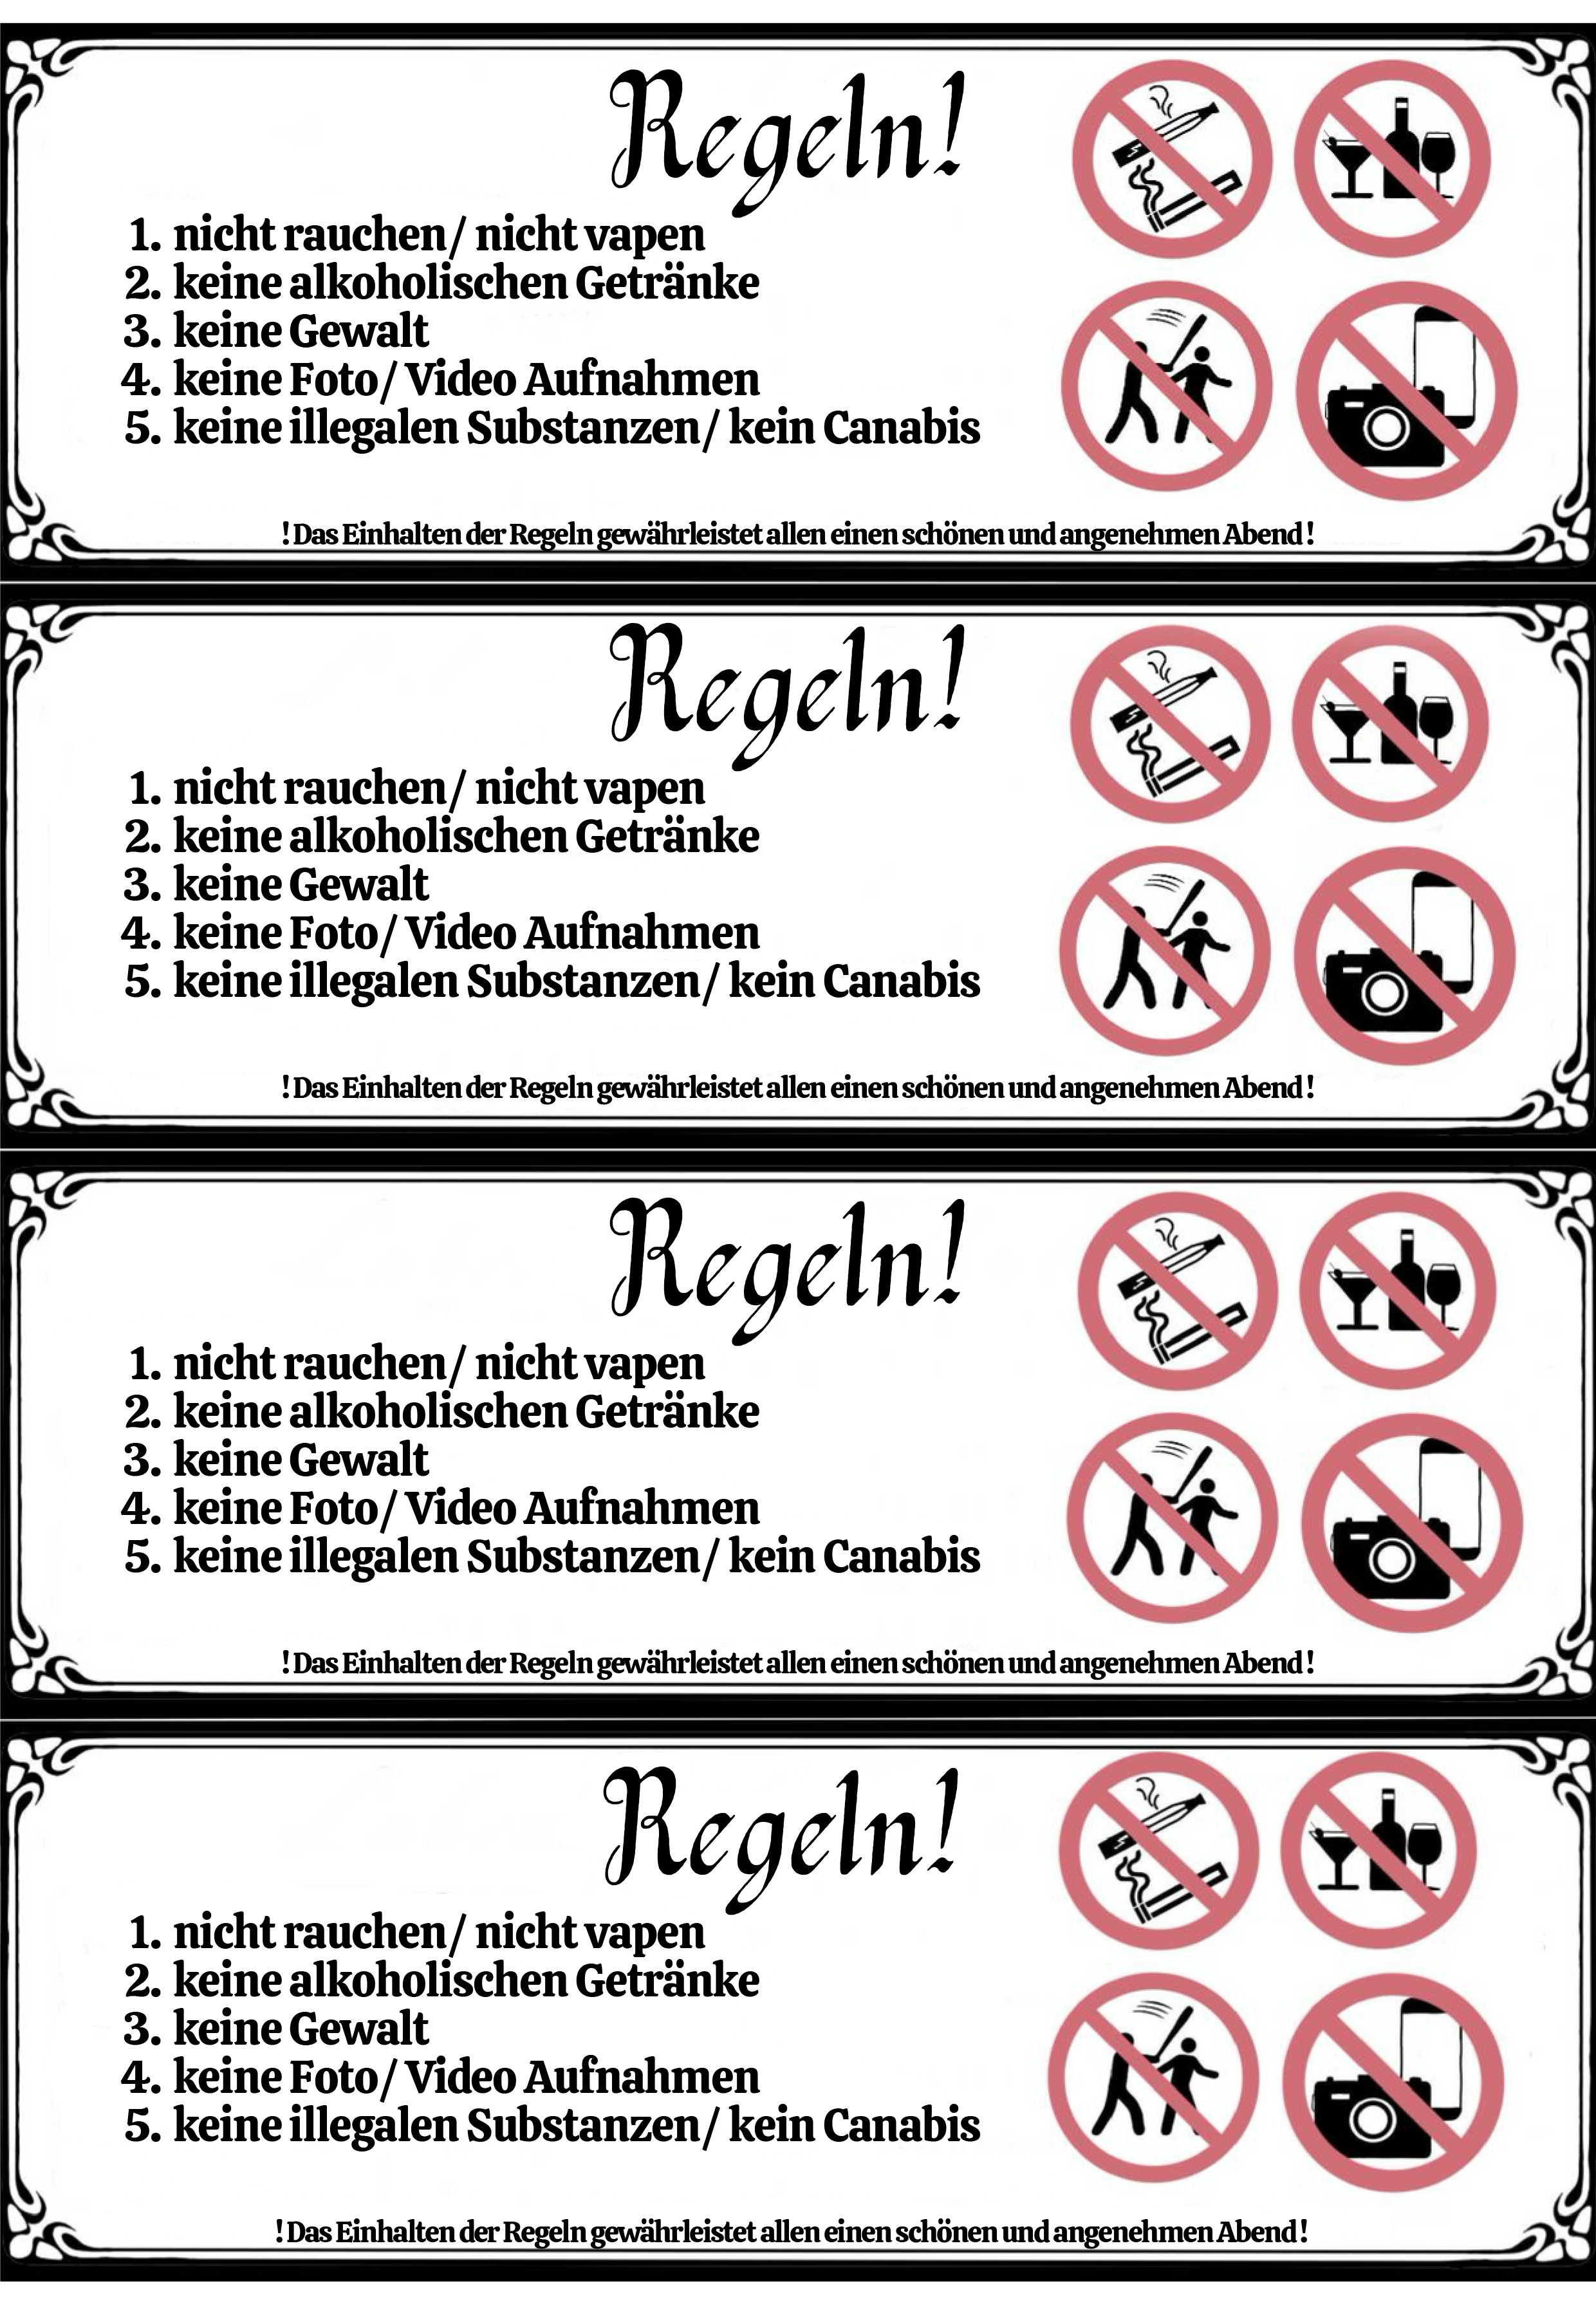 Regeln!
1. nicht rauchen/ nicht vapen
2. keine alkoholischen Getränke
3. keine Gewalt
4. keine Foto/ Video Aufnahmen
5. keine illegalen Substanzen/ kein Canabis
! Das Einhalten der Regeln gewährleistet allen einen schönen und angenehmen Abend !
Regeln!
1. nicht rauchen/ nicht vapen
2. keine alkoholischen Getränke
3. keine Gewalt
4. keine Foto/ Video Aufnahmen
5. keine illegalen Substanzen/ kein Canabis
! Das Einhalten der Regeln gewährleistet allen einen schönen und angenehmen Abend !
Regeln!
1. nicht rauchen/ nicht vapen
2. keine alkoholischen Getränke
3. keine Gewalt
4. keine Foto/ Video Aufnahmen
5. keine illegalen Substanzen/ kein Canabis
! Das Einhalten der Regeln gewährleistet allen einen schönen und angenehmen Abend !
Regeln!
1. nicht rauchen/ nicht vapen
2. keine alkoholischen Getränke
3. keine Gewalt
4. keine Foto/ Video Aufnahmen
5. keine illegalen Substanzen/ kein Canabis
! Das Einhalten der Regeln gewährleistet allen einen schönen und angenehmen Abend !